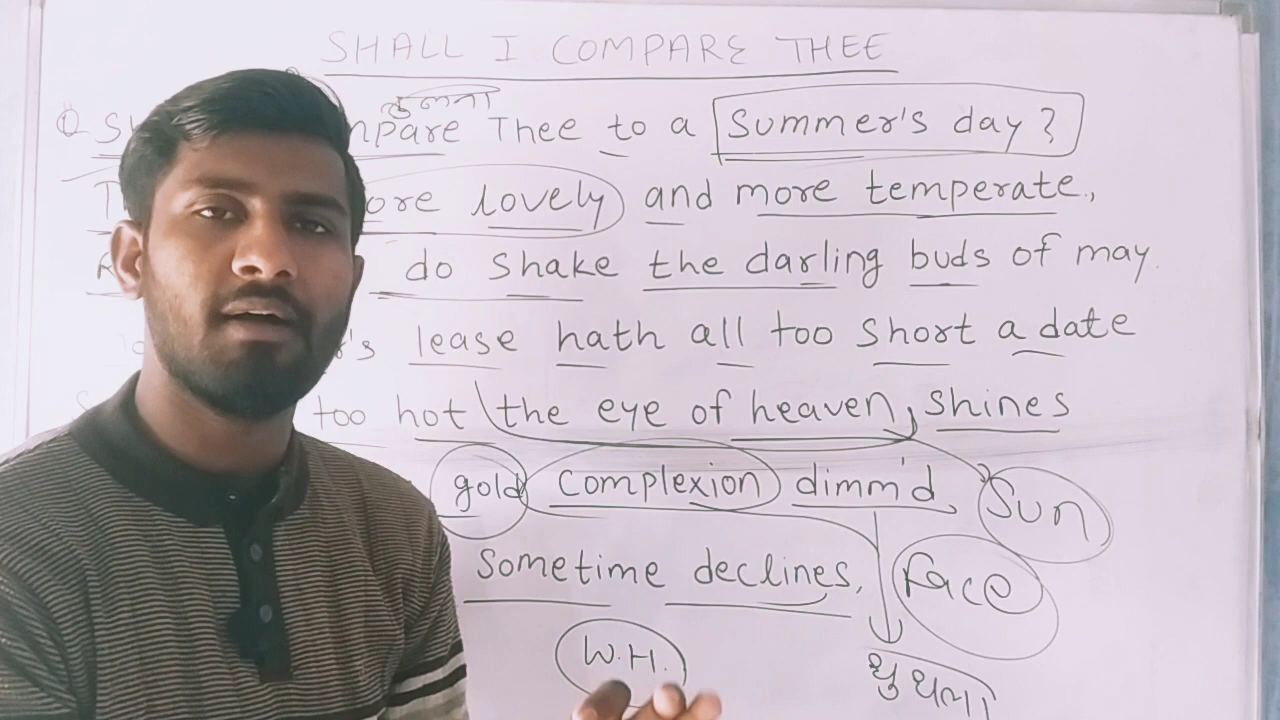 SHALL I COMPARE THEE
तुलना
mpare Thee to a Summer's day ?
ore lovely and more temperate,
do shake the darling buds of may
's lease hath all too short a date
too hot the eye of heaven, shines
gold complexion dimm'd, Sun
Sometime declines, Face
W.H.
धुधला